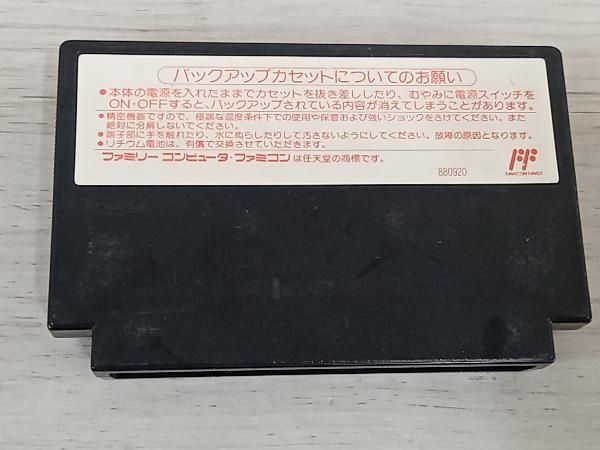 バックアップカセットについてのお願い
●本体の電源を入れたままでカセットを抜き差ししたり、むやみに電源スイッチを
ON・OFFすると、バックアップされている内容が消えてしまうことがあります。
●精密機器ですので、極端な温度条件下での使用や保管および強いショックをさけてください。また
絶対に分解しないでください。
●端子部に手を触れたり、水にぬらしたりして汚さないようにしてください。故障の原因となります。
●リチウム電池は、有償で交換させていただきます。
ファミリーコンピュータ・ファミコンは任天堂の商標です。
880920
FAMICOM FAMILY